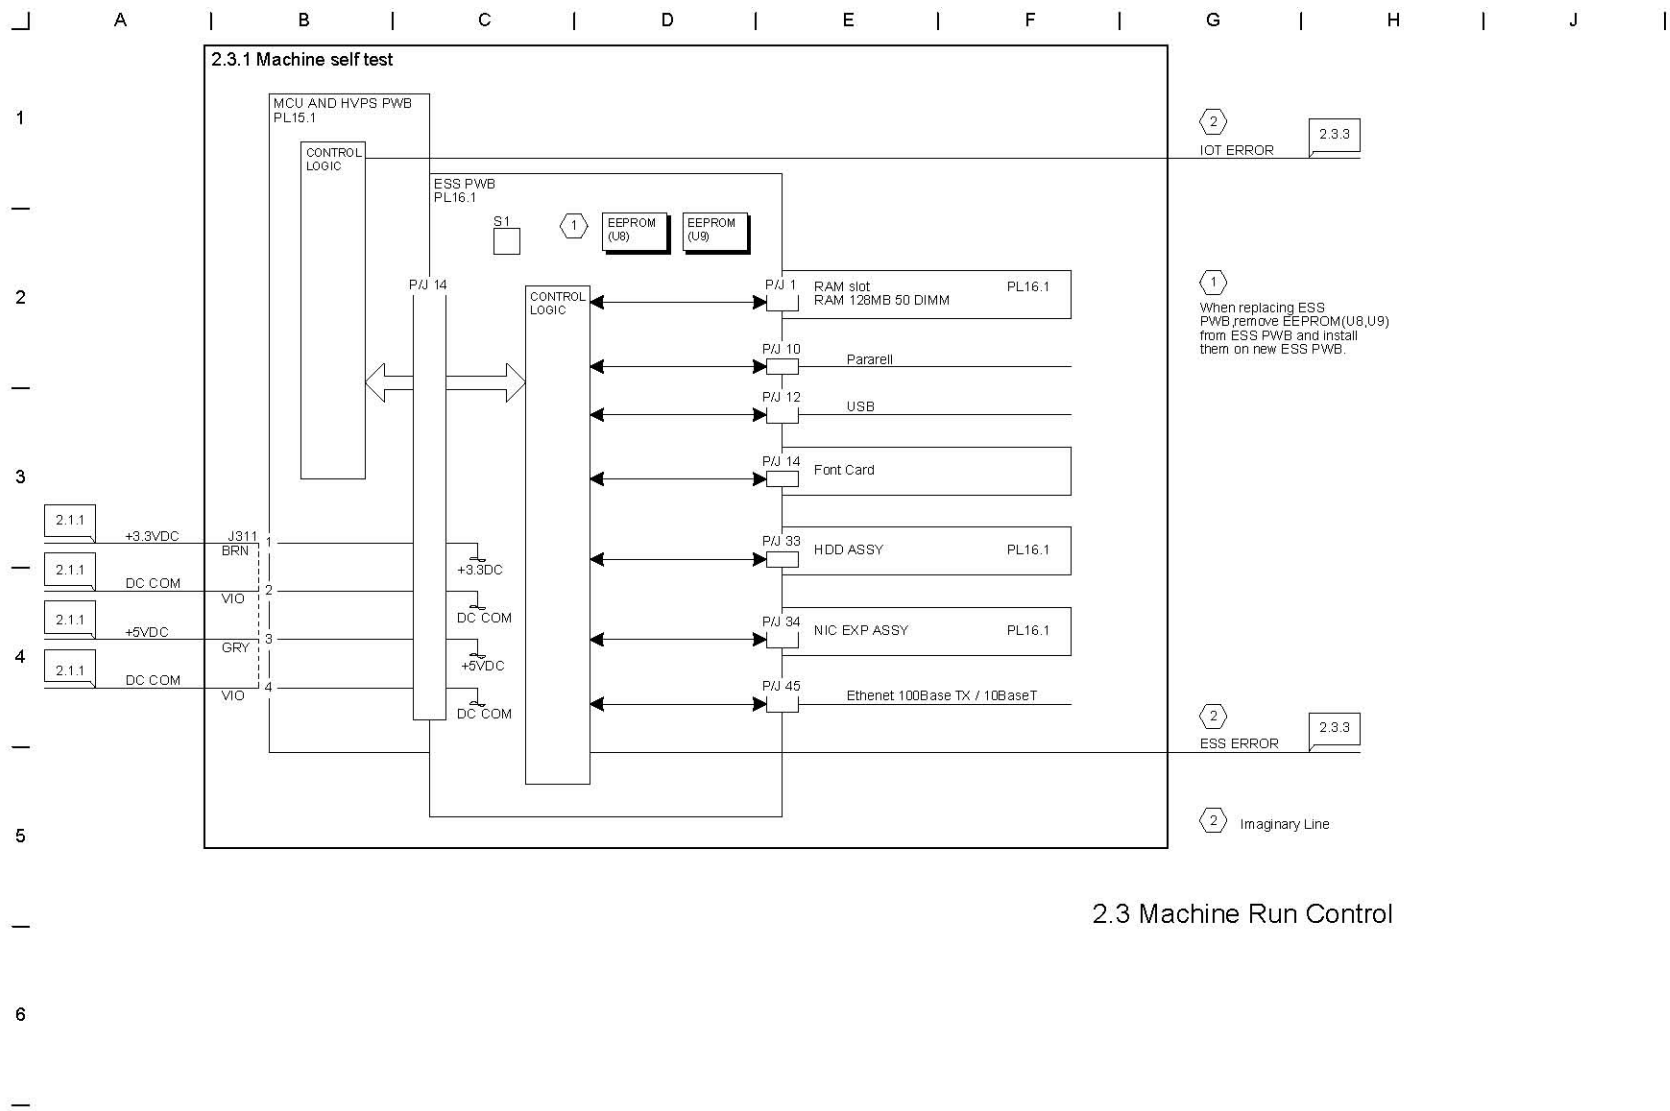 A B C D E F G H J
2.3.1 Machine self test
1
MCU AND HVPS PWB
PL15.1
CONTROL
LOGIC
2
IOT ERROR
2.3.3
ESS PWB
PL16.1
S1
1
EEPROM
(U8)
EEPROM
(U9)
2
P/J 14
CONTROL
LOGIC
P/J 1
RAM slot
RAM 128MB 50 DIMM
PL16.1
1
When replacing ESS
PWB,remove EEPROM(U8,U9)
from ESS PWB and install
them on new ESS PWB.
P/J 10
Pararell
P/J 12
USB
3
P/J 14
Font Card
2.1.1
+3.3VDC
J311
BRN
1
+3.3DC
P/J 33
HDD ASSY
PL16.1
2.1.1
DC COM
VIO
2
DC COM
2.1.1
+5VDC
GRY
3
+5VDC
P/J 34
NIC EXP ASSY
PL16.1
4
2.1.1
DC COM
VIO
4
DC COM
P/J 45
Ethenet 100Base TX / 10BaseT
2
ESS ERROR
2.3.3
5
2
Imaginary Line
2.3 Machine Run Control
6